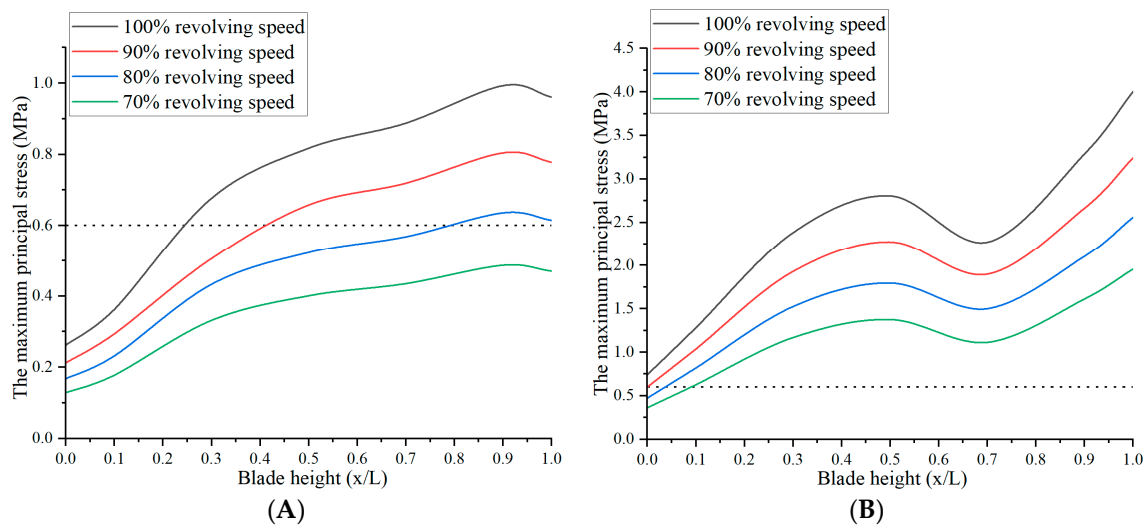 100% revolving speed
90% revolving speed
80% revolving speed
70% revolving speed
The maximum principal stress (MPa)
1.0
0.8
0.6
0.4
0.2
0.0
0.0 0.1 0.2 0.3 0.4 0.5 0.6 0.7 0.8 0.9 1.0
Blade height (x/L)
(A)
100% revolving speed
90% revolving speed
80% revolving speed
70% revolving speed
The maximum principal stress (MPa)
4.5
4.0
3.5
3.0
2.5
2.0
1.5
1.0
0.5
0.0
0.6
0.0 0.1 0.2 0.3 0.4 0.5 0.6 0.7 0.8 0.9 1.0
Blade height (x/L)
(B)